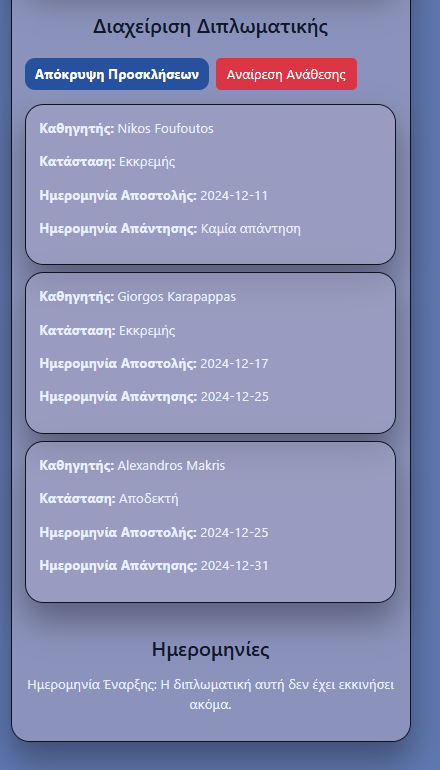 Διαχείριση Διπλωματικής
Απόκρυψη Προσκλήσεων
Αναίρεση Ανάθεσης
Καθηγητής: Nikos Foufoutos
Κατάσταση: Εκκρεμής
Ημερομηνία Αποστολής: 2024-12-11
Ημερομηνία Απάντησης: Καμία απάντηση
Καθηγητής: Giorgos Karapappas
Κατάσταση: Εκκρεμής
Ημερομηνία Αποστολής: 2024-12-17
Ημερομηνία Απάντησης: 2024-12-25
Καθηγητής: Alexandros Makris
Κατάσταση: Αποδεκτή
Ημερομηνία Αποστολής: 2024-12-25
Ημερομηνία Απάντησης: 2024-12-31
Ημερομηνίες
Ημερομηνία Έναρξης: Η διπλωματική αυτή δεν έχει εκκινήσει
ακόμα.